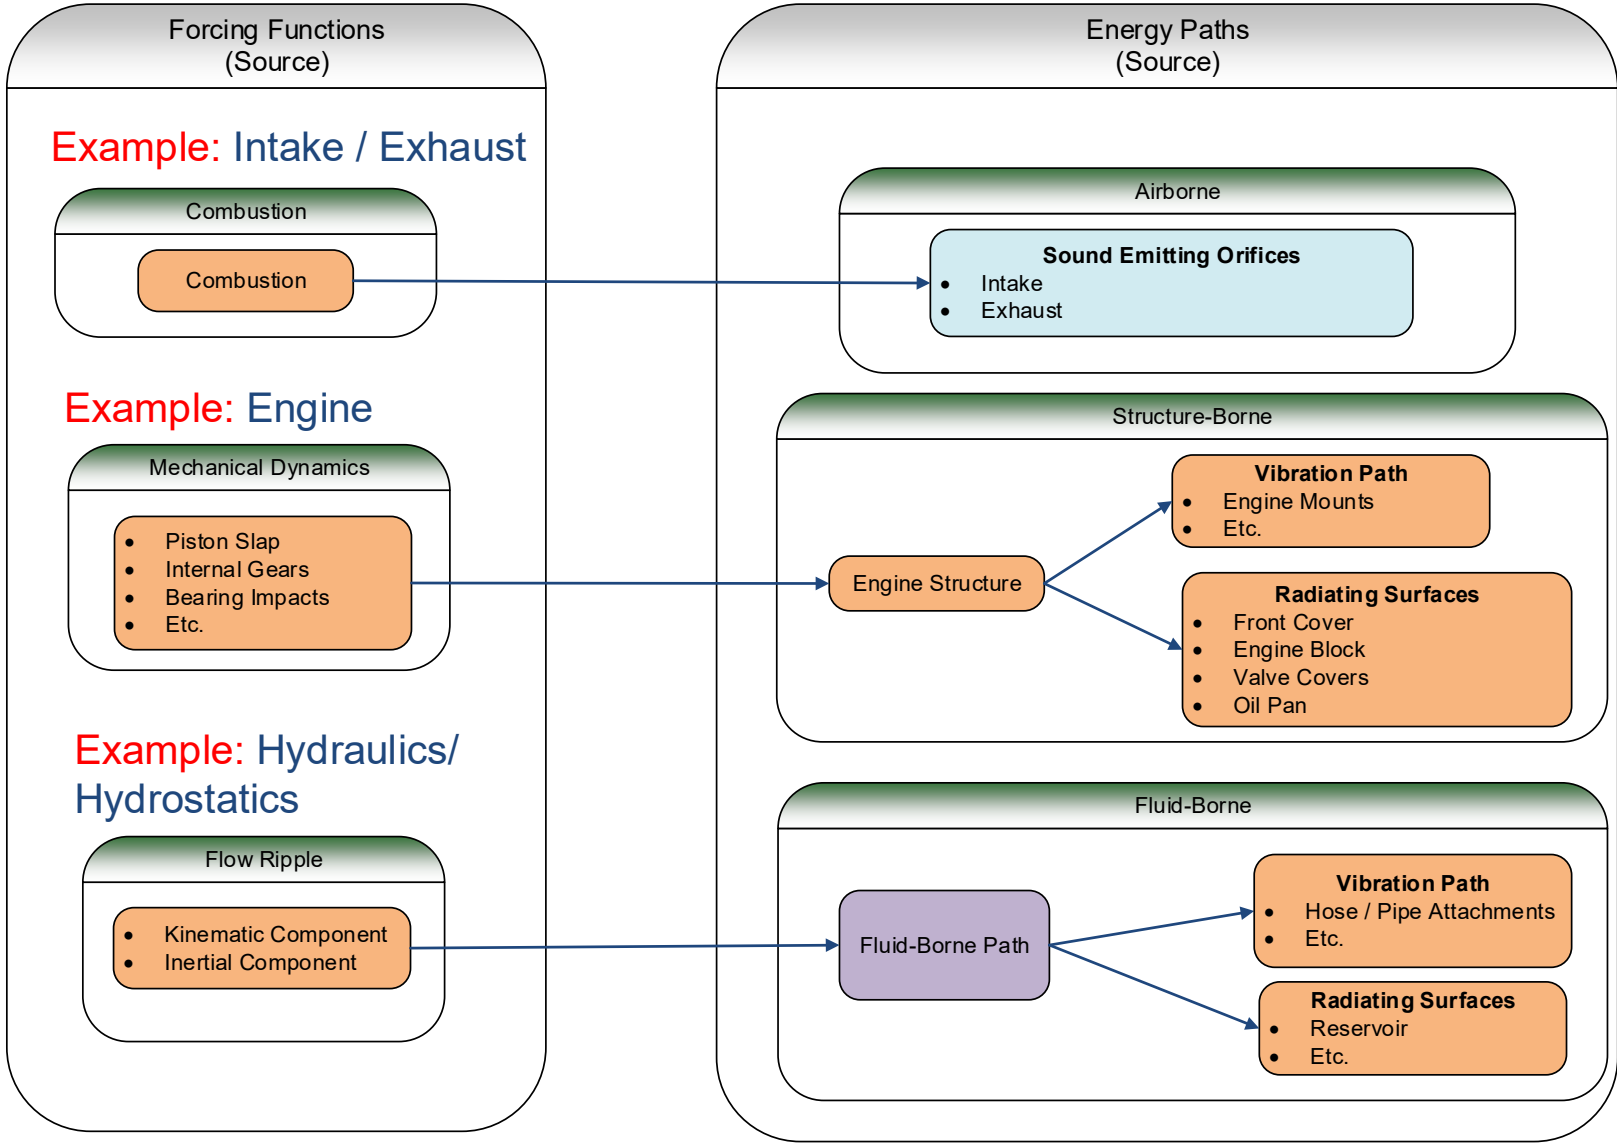 Forcing Functions
(Source)
Example: Intake / Exhaust
Combustion
Combustion
Example: Engine
Mechanical Dynamics
• Piston Slap
• Internal Gears
• Bearing Impacts
• Etc.
Example: Hydraulics/
Hydrostatics
Flow Ripple
• Kinematic Component
• Inertial Component
Energy Paths
(Source)
Airborne
Sound Emitting Orifices
• Intake
• Exhaust
Structure-Borne
Engine Structure
Vibration Path
• Engine Mounts
• Etc.
Radiating Surfaces
• Front Cover
• Engine Block
• Valve Covers
• Oil Pan
Fluid-Borne
Fluid-Borne Path
Vibration Path
• Hose / Pipe Attachments
• Etc.
Radiating Surfaces
• Reservoir
• Etc.